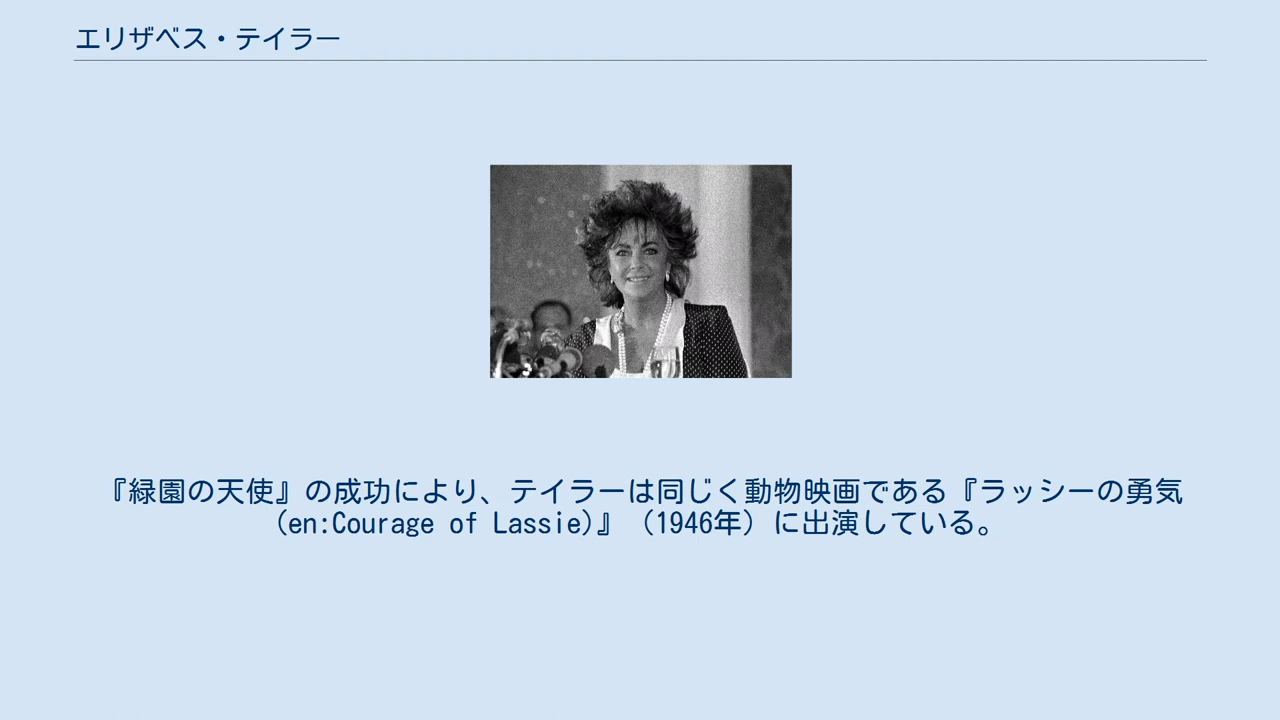 エリザベス・テイラー
『緑園の天使』の成功により、テイラーは同じく動物映画である『ラッシーの勇気
(en:Courage of Lassie)』（1946年）に出演している。